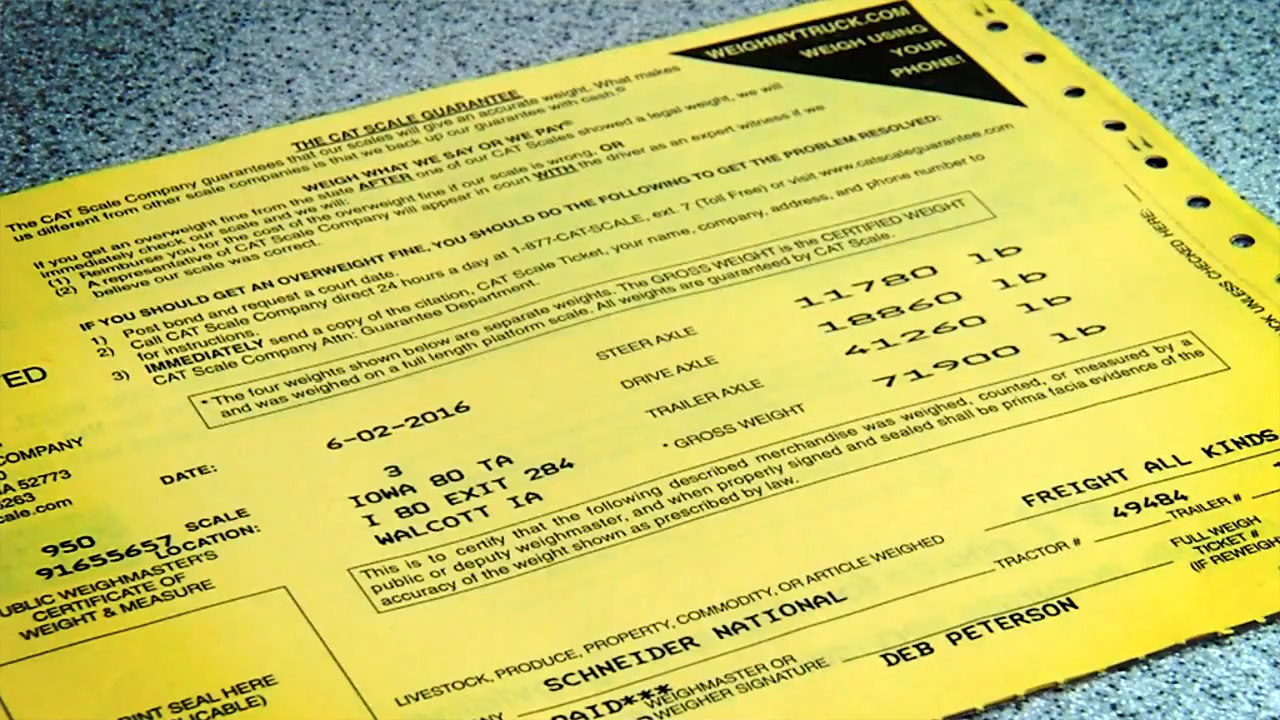 WEIGHMYTRUCK.COM
WEIGH USING
YOUR
PHONE!
THE CAT SCALE GUARANTEE
The CAT Scale Company guarantees that our scales will give an accurate weight. What makes
us different from other scale companies is that we back up our guarantee with cash.®
WEIGH WHAT WE SAY OR WE PAY®
If you get an overweight fine from the state AFTER one of our CAT Scales showed a legal weight, we will
immediately check our scale and we will:
(1) Reimburse you for the cost of the overweight fine if our scale is wrong, OR
(2) A representative of CAT Scale Company will appear in court WITH the driver as an expert witness if we
believe our scale was correct.
IF YOU SHOULD GET AN OVERWEIGHT FINE, YOU SHOULD DO THE FOLLOWING TO GET THE PROBLEM RESOLVED:
1) Post bond and request a court date.
2) Call CAT Scale Company direct 24 hours a day at 1-877-CAT-SCALE, ext. 7 (Toll Free) or visit www.catscaleguarantee.com
for instructions.
3) IMMEDIATELY send a copy of the citation, CAT Scale Ticket, your name, company, address, and phone number to
CAT Scale Company Attn: Guarantee Department.
* The four weights shown below are separate weights. The GROSS WEIGHT is the CERTIFIED WEIGHT
and was weighed on a full length platform scale. All weights are guaranteed by CAT Scale.
STEER AXLE 11780 lb
DRIVE AXLE 18860 lb
TRAILER AXLE 41260 lb
* GROSS WEIGHT 71900 lb
CK UNLESS CHECKED HERE.
ED
COMPANY
A 52773
6263
cale.com
DATE: 6-02-2016
950
91655657
SCALE
LOCATION:
3
IOWA 80 TA
I 80 EXIT 284
WALCOTT IA
UBLIC WEIGHMASTER'S
CERTIFICATE OF
WEIGHT & MEASURE
This is to certify that the following described merchandise was weighed, counted, or measured by a
public or deputy weighmaster, and when properly signed and sealed shall be prima facia evidence of the
accuracy of the weight shown as prescribed by law.
RINT SEAL HERE
PLICABLE)
LIVESTOCK, PRODUCE, PROPERTY, COMMODITY, OR ARTICLE WEIGHED
FREIGHT ALL KINDS
SCHNEIDER NATIONAL
TRACTOR # 49484
TRAILER #
FULL WEIGH
TICKET #
(IF REWEIGH
ANY
PAID***
WEIGHMASTER OR
WEIGHER SIGNATURE
DEB PETERSON